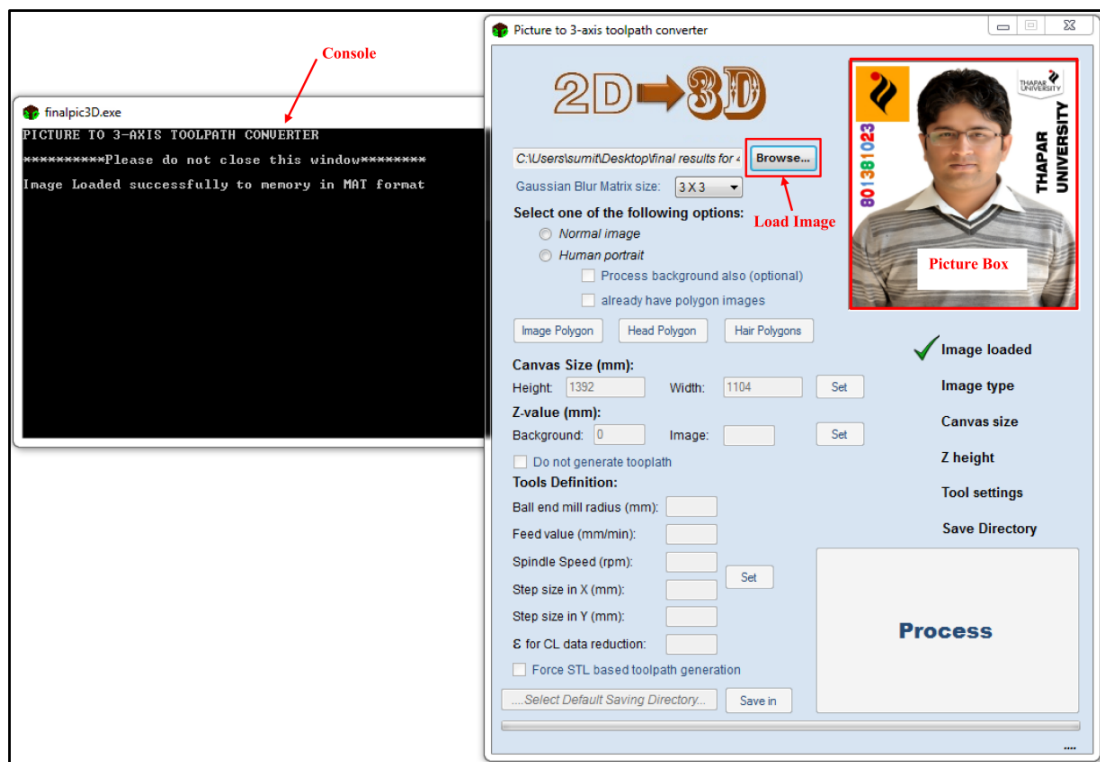 Console
finalpic3D.exe
PICTURE TO 3-AXIS TOOLPATH CONVERTER
**********Please do not close this window********
Image Loaded successfully to memory in MAT format
Picture to 3-axis toolpath converter
2D 3D
C:\Users\sumit\Desktop\final results for 4
Browse...
Gaussian Blur Matrix size: 3 X 3
Load Image
Select one of the following options:
Normal image
Human portrait
Process background also (optional)
already have polygon images
Image Polygon Head Polygon Hair Polygons
Canvas Size (mm):
Height: 1392 Width: 1104 Set
Z-value (mm):
Background: 0 Image: Set
Do not generate tooplath
Tools Definition:
Ball end mill radius (mm):
Feed value (mm/min):
Spindle Speed (rpm):
Set
Step size in X (mm):
Step size in Y (mm):
ε for CL data reduction:
Force STL based toolpath generation
....Select Default Saving Directory... Save in
801381023
THAPAR
UNIVERSITY
THAPAR
UNIVERSITY
Picture Box
Image loaded
Image type
Canvas size
Z height
Tool settings
Save Directory
Process
....